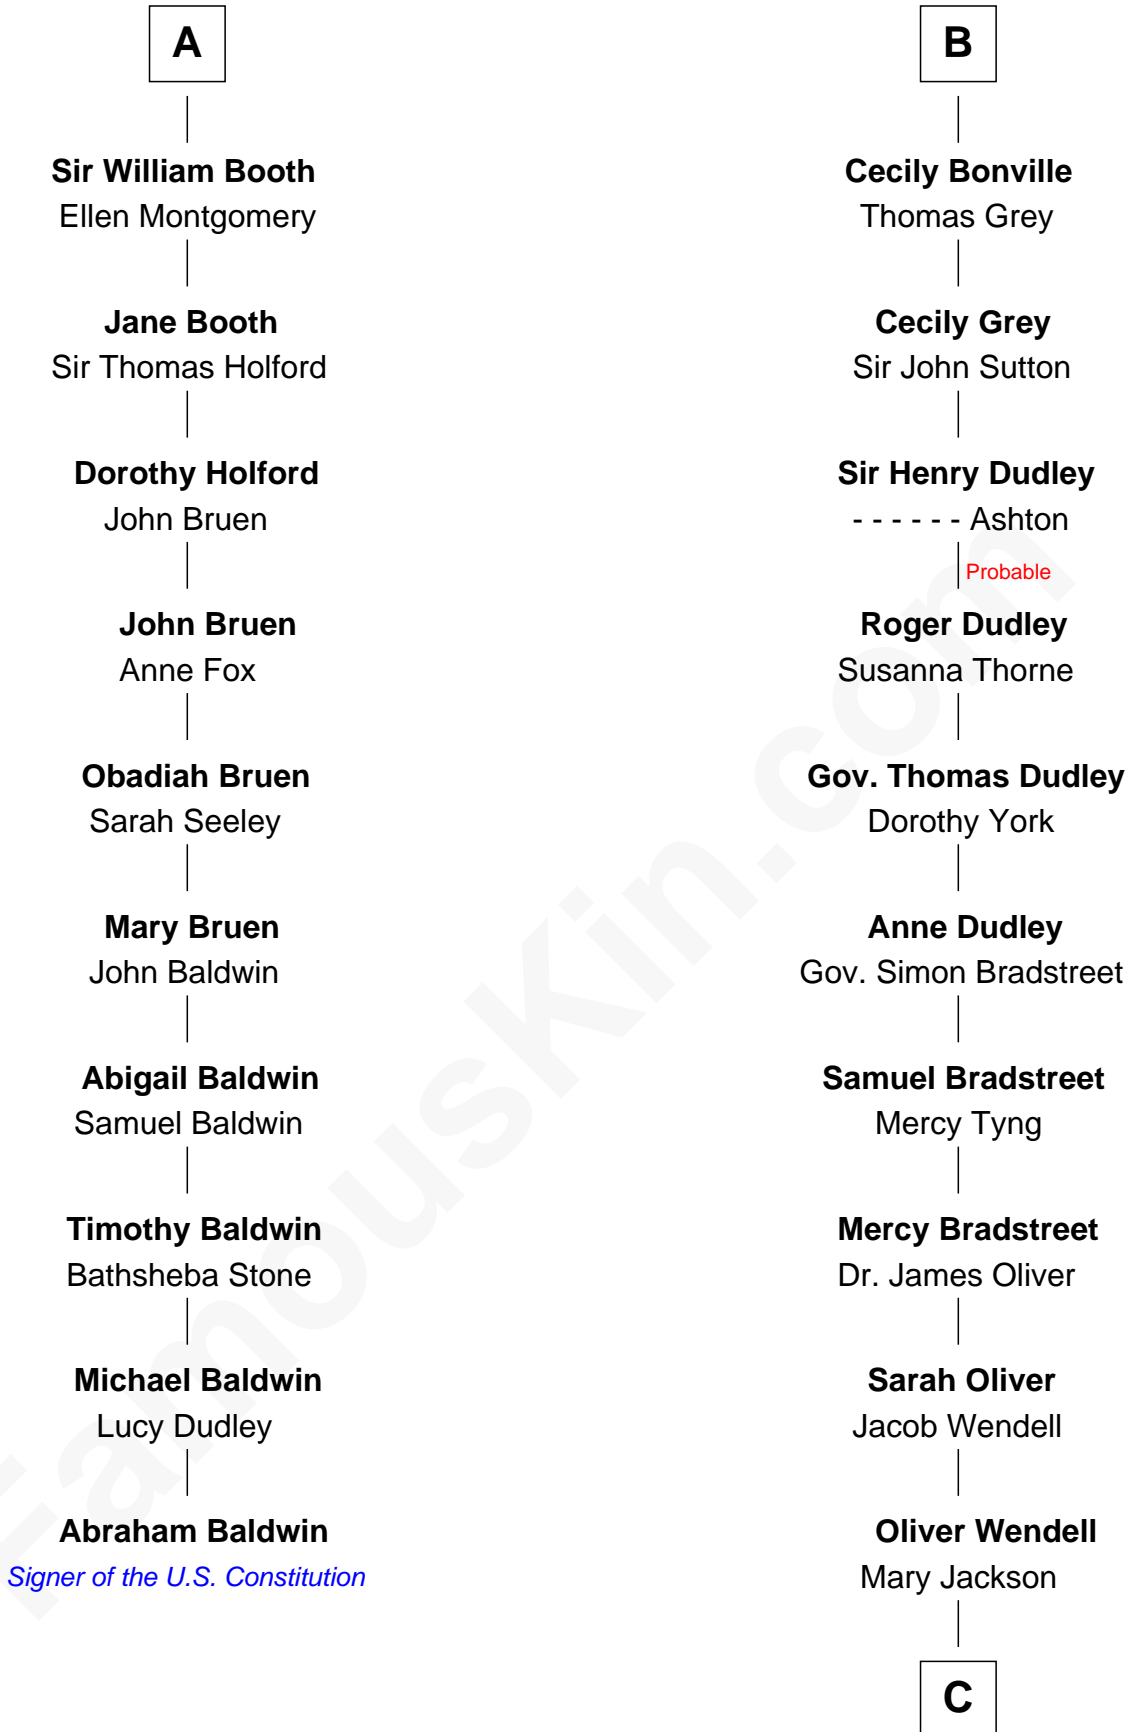 A
Sir William Booth
Ellen Montgomery
Jane Booth
Sir Thomas Holford
Dorothy Holford
John Bruen
John Bruen
Anne Fox
Obadiah Bruen
Sarah Seeley
Mary Bruen
John Baldwin
Abigail Baldwin
Samuel Baldwin
Timothy Baldwin
Bathsheba Stone
Michael Baldwin
Lucy Dudley
Abraham Baldwin
Signer of the U.S. Constitution
B
Cecily Bonville
Thomas Grey
Cecily Grey
Sir John Sutton
Sir Henry Dudley
- - - - - - Ashton
Probable
Roger Dudley
Susanna Thorne
Gov. Thomas Dudley
Dorothy York
Anne Dudley
Gov. Simon Bradstreet
Samuel Bradstreet
Mercy Tyng
Mercy Bradstreet
Dr. James Oliver
Sarah Oliver
Jacob Wendell
Oliver Wendell
Mary Jackson
C
FamousKin.com